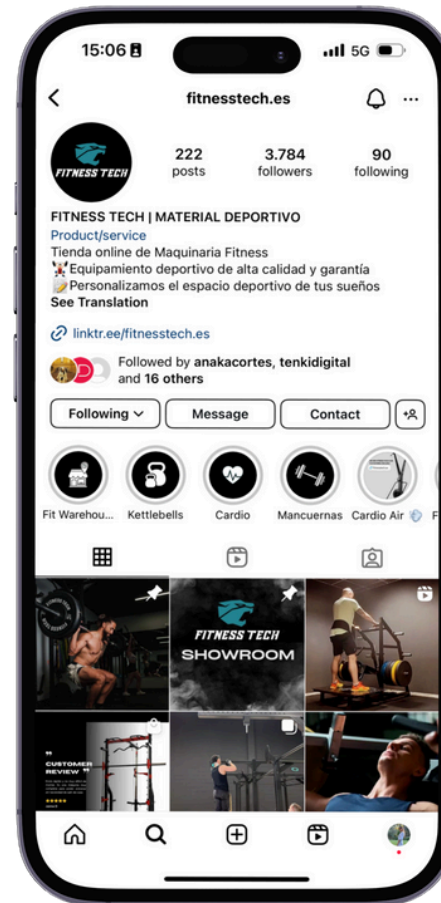 15:06
5G
fitnesstech.es
FITNESS TECH
222
posts
3.784
followers
90
following
FITNESS TECH | MATERIAL DEPORTIVO
Product/service
Tienda online de Maquinaria Fitness
Equipamiento deportivo de alta calidad y garantía
Personalizamos el espacio deportivo de tus sueños
See Translation
linktr.ee/fitnesstech.es
Followed by anakacortes, tenkidigital
and 16 others
Following
Message
Contact
Fit Warehou...
Kettlebells
Cardio
Mancuernas
Cardio Air
F
FITNESS TECH
SHOWROOM
"
CUSTOMER
REVIEW "